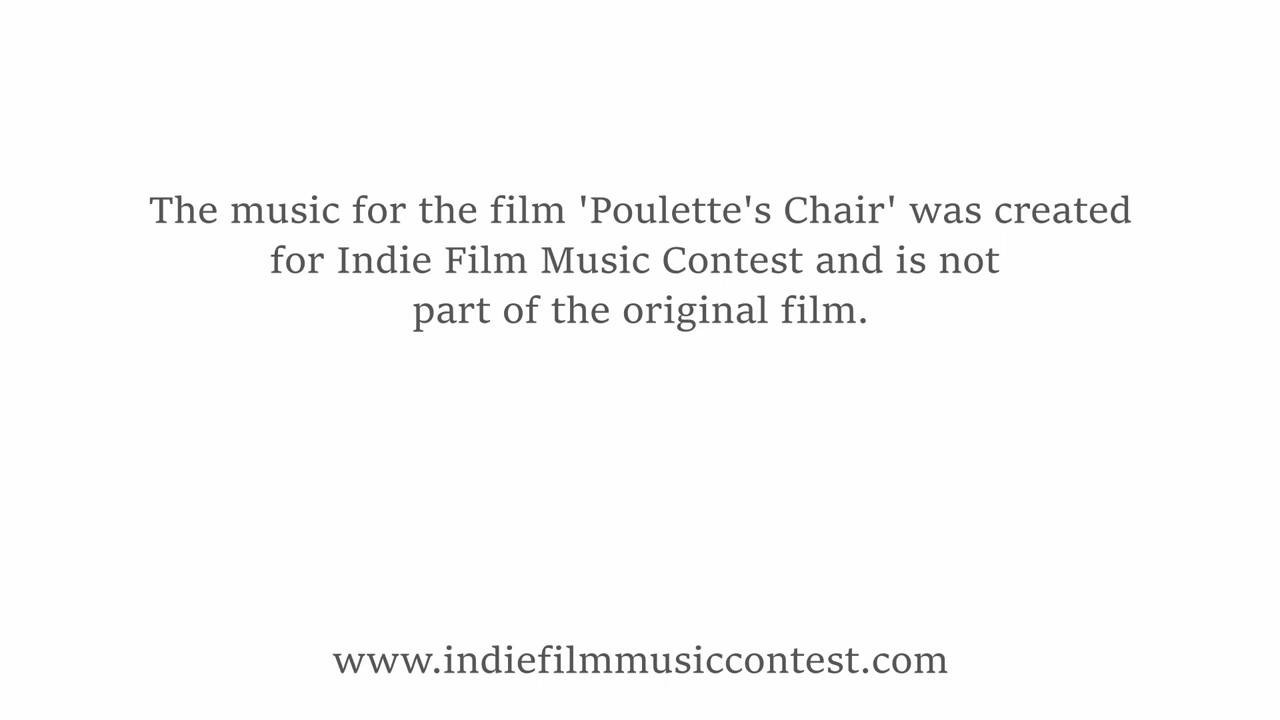 The music for the film 'Poulette's Chair' was created
for Indie Film Music Contest and is not
part of the original film.
www.indiefilmmusiccontest.com